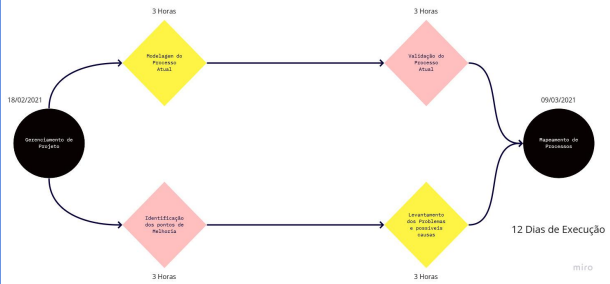 3 Horas
3 Horas
Modelagem do
Processo
Atual
Validação do
Processo
Atual
18/02/2021
09/03/2021
Gerenciamento de
Projeto
Mapeamento de
Processos
Identificação
dos pontos de
Melhoria
Levantamento
dos Problemas
e possíveis
causas
12 Dias de Execução
3 Horas
3 Horas
miro